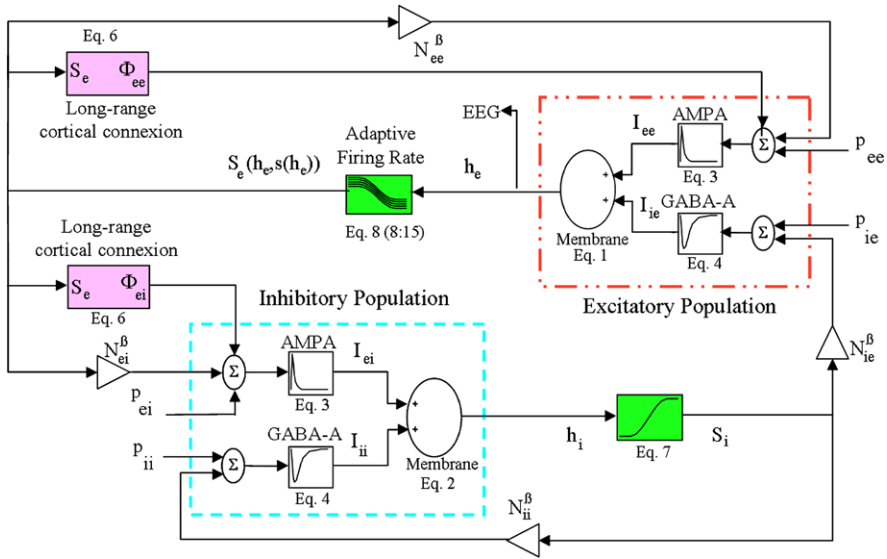 Eq. 6
N_ee^β
S_e Φ_ee
Long-range
cortical connexion
EEG
I_ee
AMPA
Σ
p_ee
Eq. 3
Adaptive
Firing Rate
S_e(h_e,s(h_e))
h_e
+
+
I_ie
GABA-A
Σ
p_ie
Eq. 8 (8:15)
Membrane
Eq. 1
Eq. 4
Long-range
cortical connexion
S_e Φ_ei
Eq. 6
Inhibitory Population
Excitatory Population
N_ei^β
AMPA
I_ei
N_ie^β
Σ
p_ei
Eq. 3
+
+
p_ii
GABA-A
I_ii
Σ
h_i
S_i
Eq. 7
Membrane
Eq. 2
Eq. 4
N_ii^β